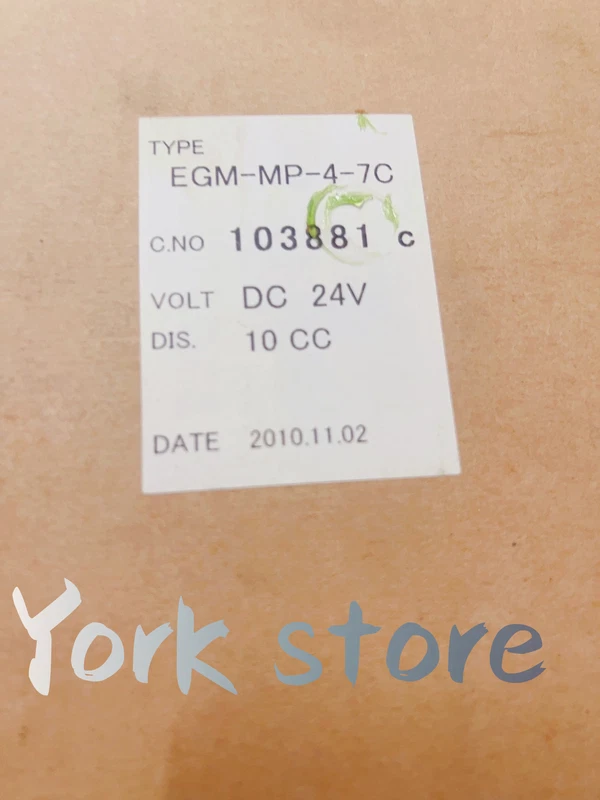 TYPE
EGM-MP-4-7C
C.NO 103881 c
VOLT DC 24V
DIS. 10 CC
DATE 2010.11.02
York store